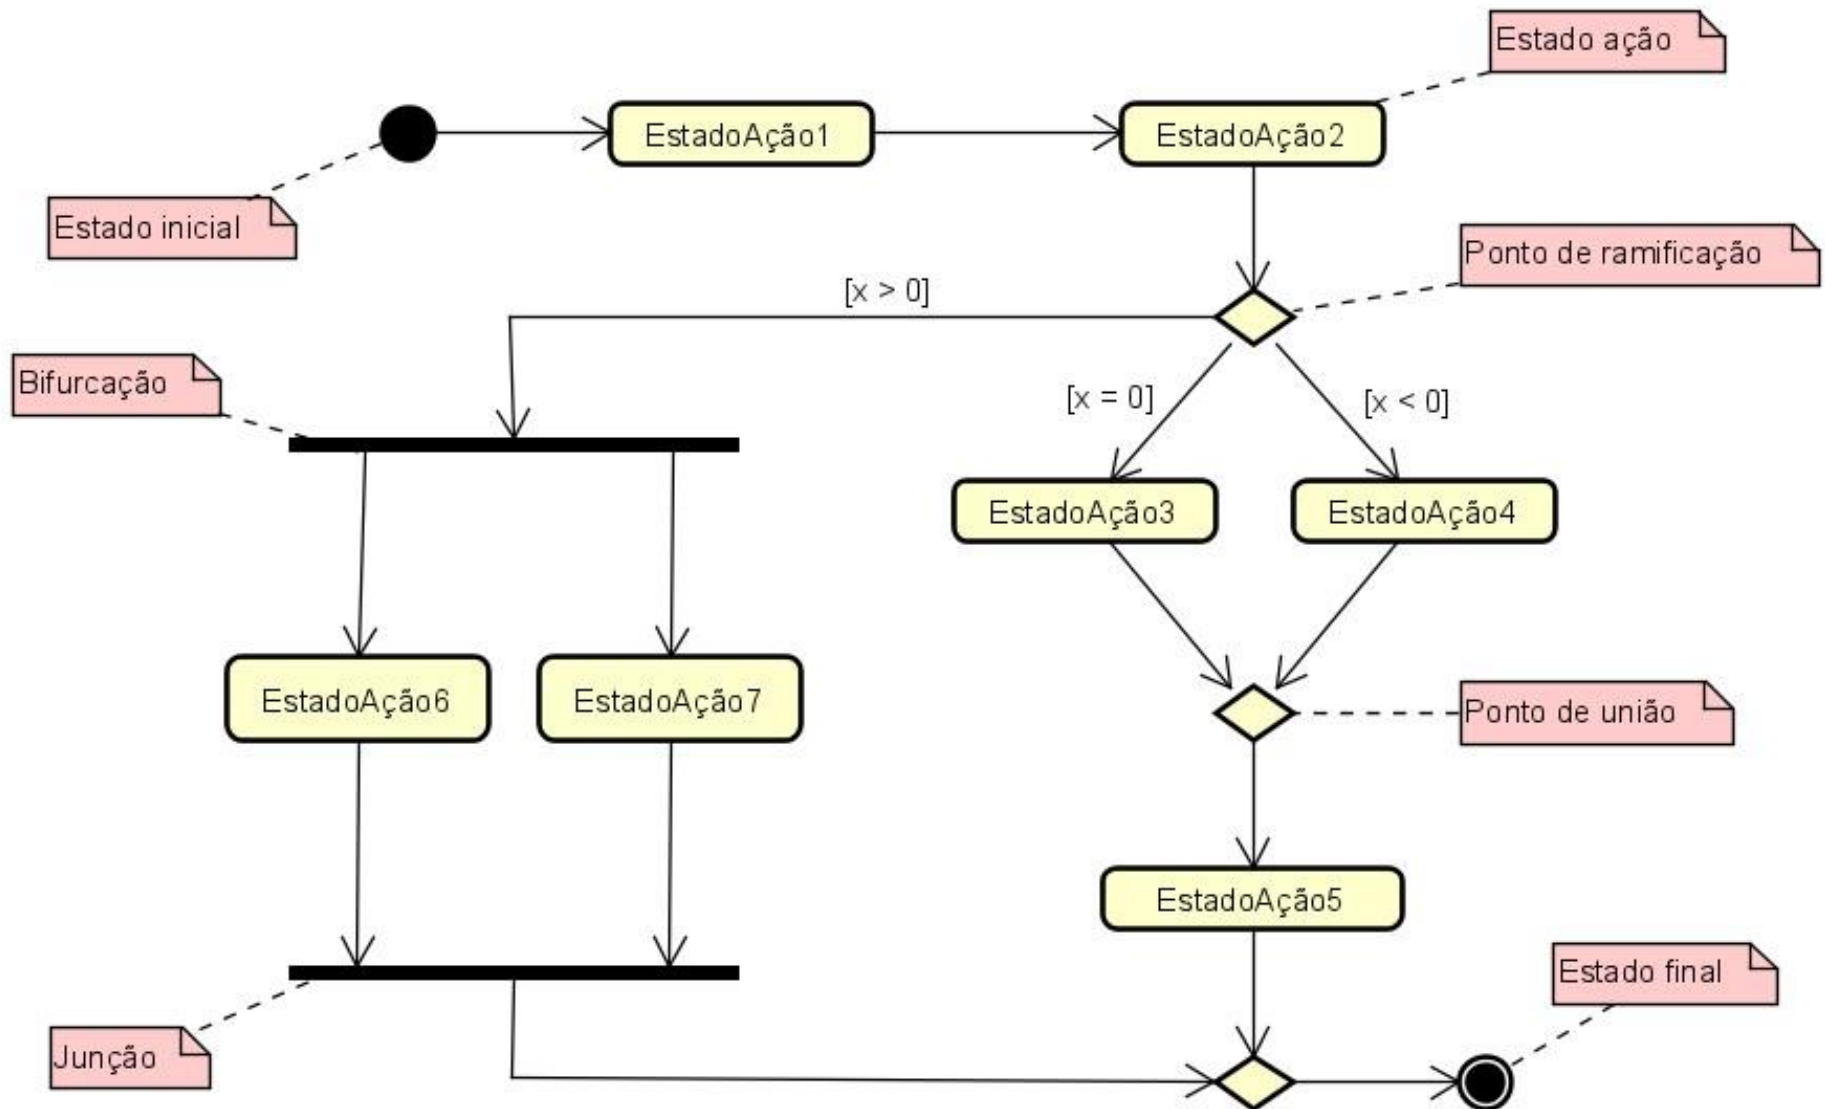 Estado ação
EstadoAção1
EstadoAção2
Estado inicial
Ponto de ramificação
[x > 0]
Bifurcação
[x = 0]
[x < 0]
EstadoAção3
EstadoAção4
EstadoAção6
EstadoAção7
Ponto de união
EstadoAção5
Estado final
Junção